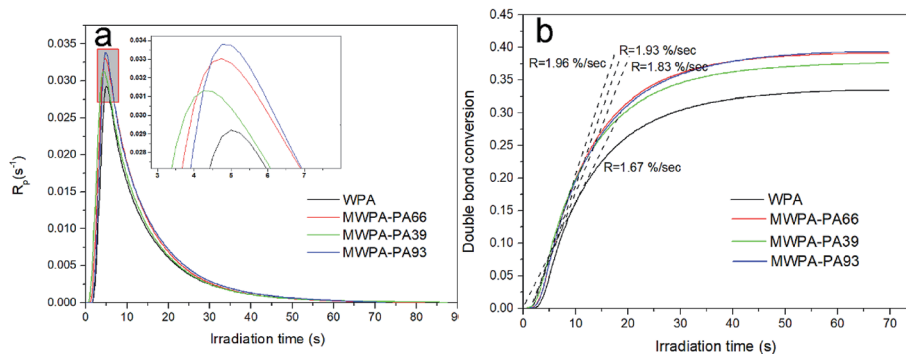 a
0.035
0.030
0.025
0.020
0.015
0.010
0.005
0.000
Rp(s-1)
0.034
0.033
0.032
0.031
0.030
0.029
0.028
0.027
3 4 5 6 7
WPA
MWPA-PA66
MWPA-PA39
MWPA-PA93
0 10 20 30 40 50 60 70 80 90
Irradiation time (s)
b
0.40
0.35
0.30
0.25
0.20
0.15
0.10
0.05
0.00
Double bond conversion
R=1.93 %/sec
R=1.96 %/sec
R=1.83 %/sec
R=1.67 %/sec
WPA
MWPA-PA66
MWPA-PA39
MWPA-PA93
0 10 20 30 40 50 60 70
Irradiation time (s)